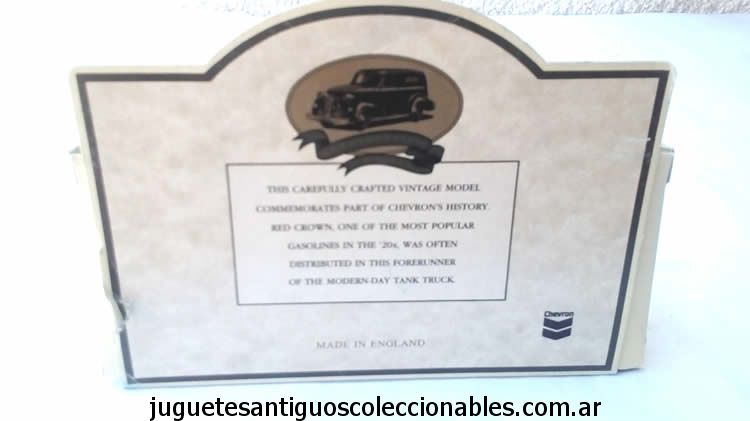 THIS CAREFULLY CRAFTED VINTAGE MODEL
COMMEMORATES PART OF CHEVRON'S HISTORY.
RED CROWN, ONE OF THE MOST POPULAR
GASOLINES IN THE '20s, WAS OFTEN
DISTRIBUTED IN THIS FORERUNNER
OF THE MODERN-DAY TANK TRUCK.
Chevron
MADE IN ENGLAND
juguetesantiguoscoleccionables.com.ar